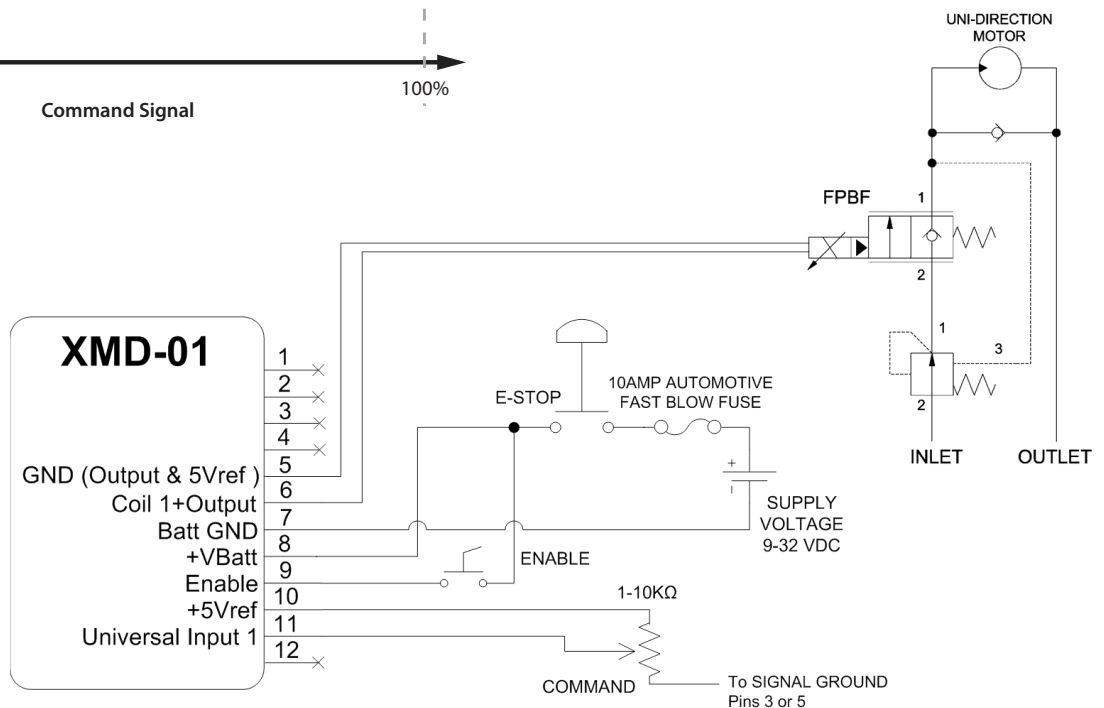 100%
Command Signal
UNI-DIRECTION
MOTOR
FPBF
1
2
1
3
2
INLET
OUTLET
XMD-01
1
2
3
4
GND (Output & 5Vref )
5
Coil 1+Output
6
Batt GND
7
+VBatt
8
Enable
9
+5Vref
10
Universal Input 1
11
12
E-STOP
10AMP AUTOMOTIVE
FAST BLOW FUSE
+
-
SUPPLY
VOLTAGE
9-32 VDC
ENABLE
1-10KΩ
COMMAND
To SIGNAL GROUND
Pins 3 or 5